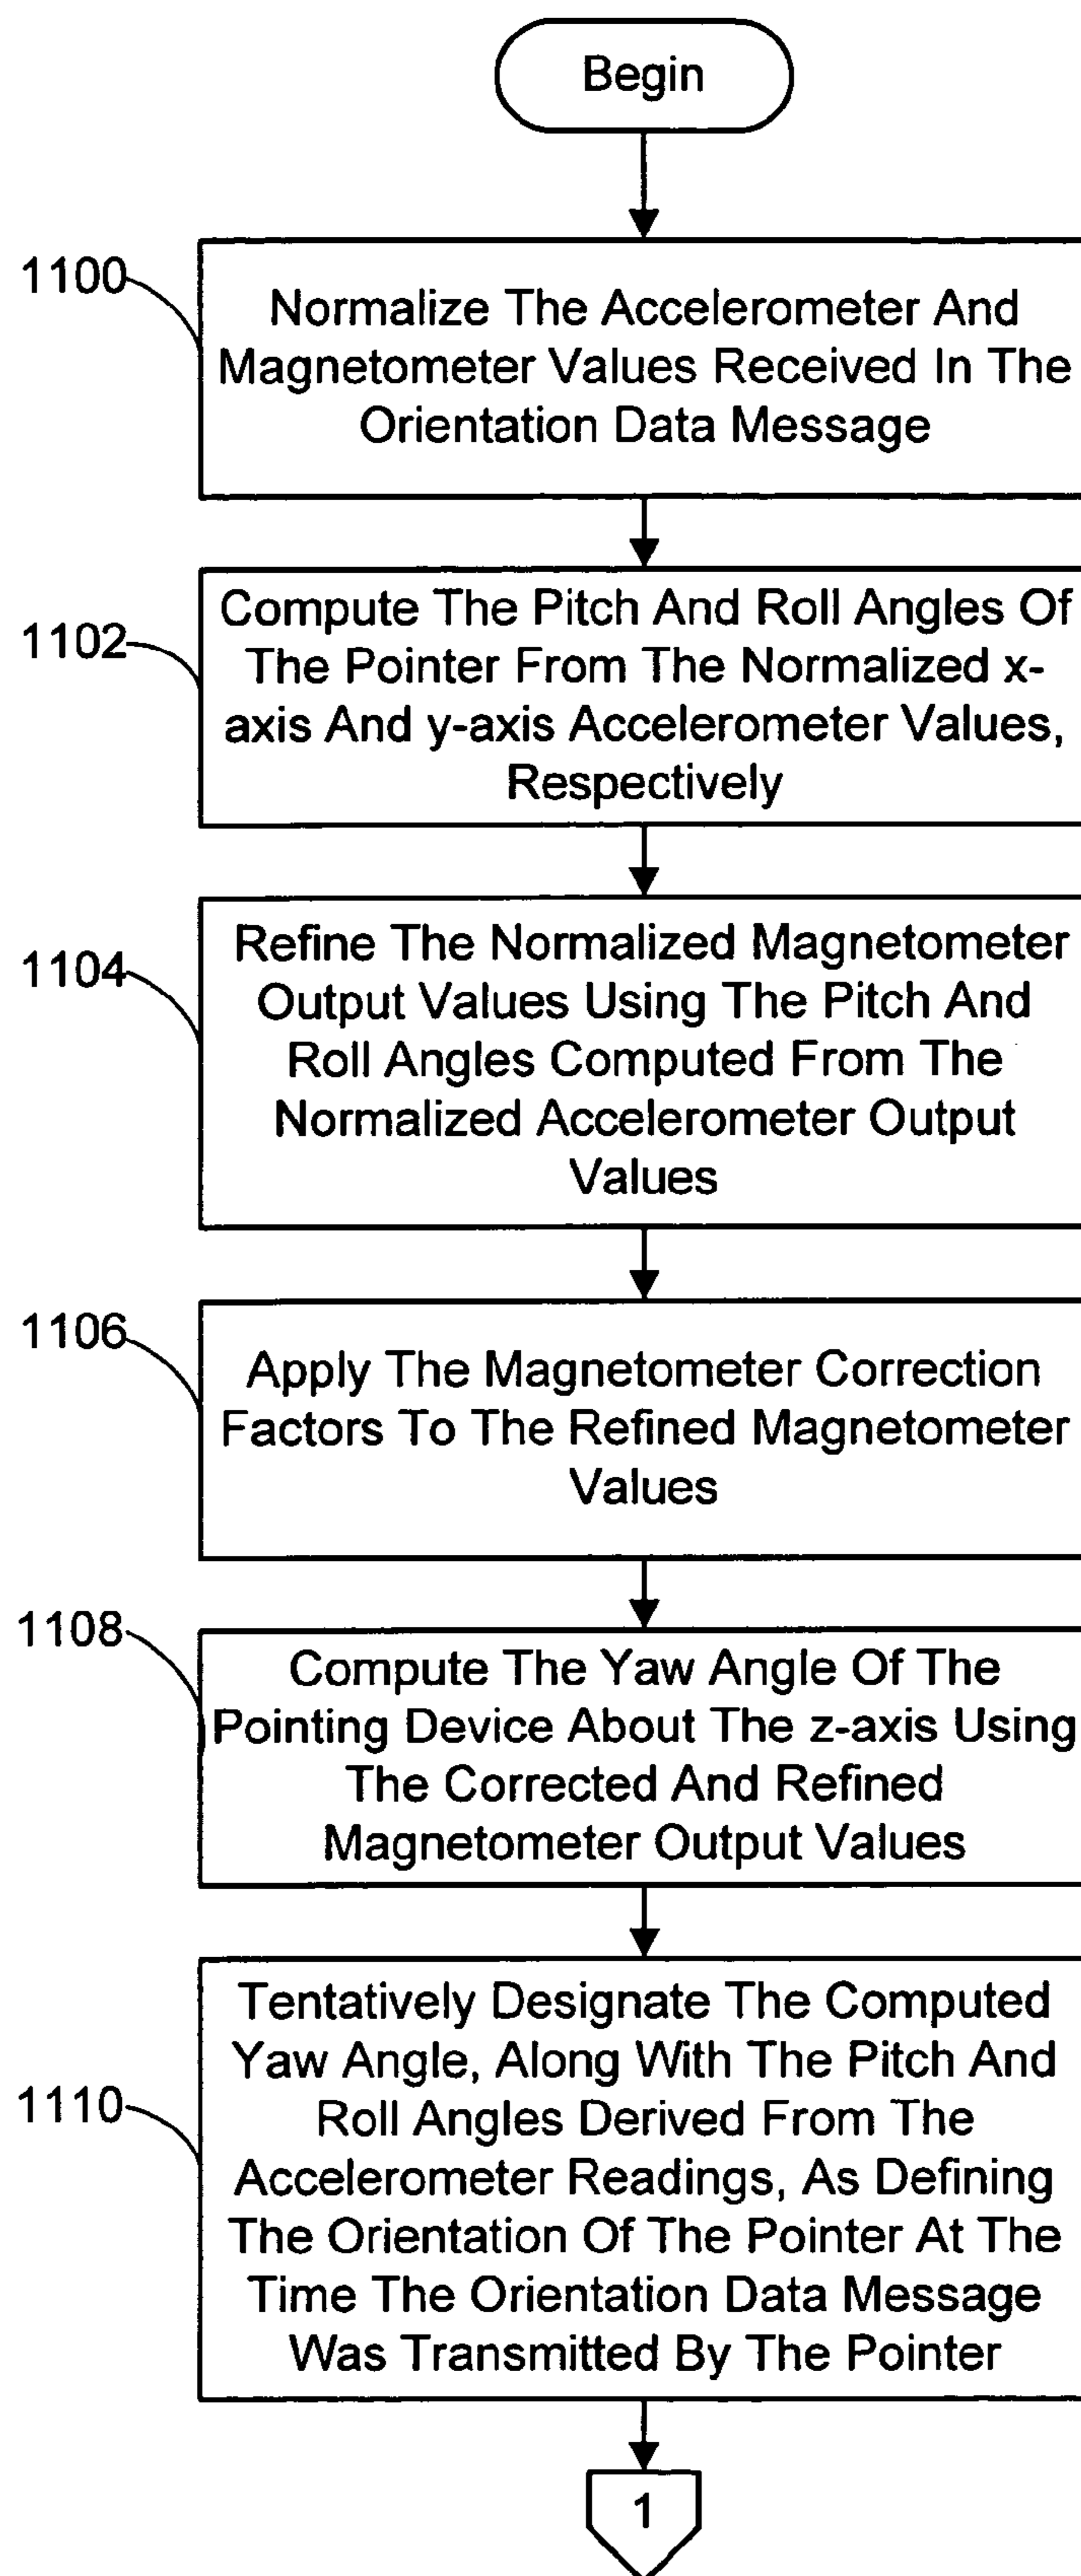 Begin
1100
Normalize The Accelerometer And
Magnetometer Values Received In The
Orientation Data Message
1102
Compute The Pitch And Roll Angles Of
The Pointer From The Normalized x-
axis And y-axis Accelerometer Values,
Respectively
1104
Refine The Normalized Magnetometer
Output Values Using The Pitch And
Roll Angles Computed From The
Normalized Accelerometer Output
Values
1106
Apply The Magnetometer Correction
Factors To The Refined Magnetometer
Values
1108
Compute The Yaw Angle Of The
Pointing Device About The z-axis Using
The Corrected And Refined
Magnetometer Output Values
1110
Tentatively Designate The Computed
Yaw Angle, Along With The Pitch And
Roll Angles Derived From The
Accelerometer Readings, As Defining
The Orientation Of The Pointer At The
Time The Orientation Data Message
Was Transmitted By The Pointer
1